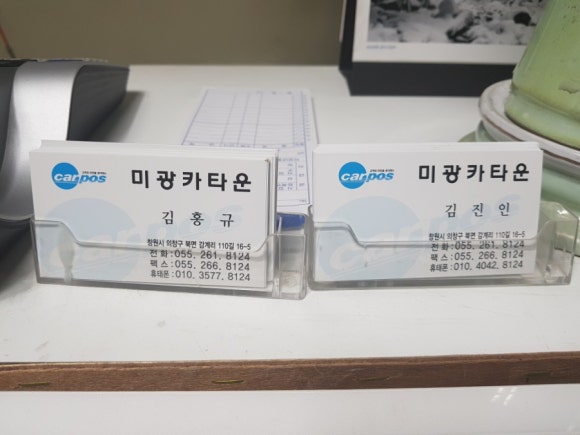 carpos
미광카타운
김홍규
창원시 의창구 북면 감계리 110길 16-5
전 화 : 055, 261, 8124
팩 스 : 055, 266, 8124
휴대폰 : 010, 3577, 8124
carpos
미광카타운
김진인
창원시 의창구 북면 감계리 110길 16-5
전 화 : 055, 261, 8124
팩 스 : 055, 266, 8124
휴대폰 : 010, 4042, 8124